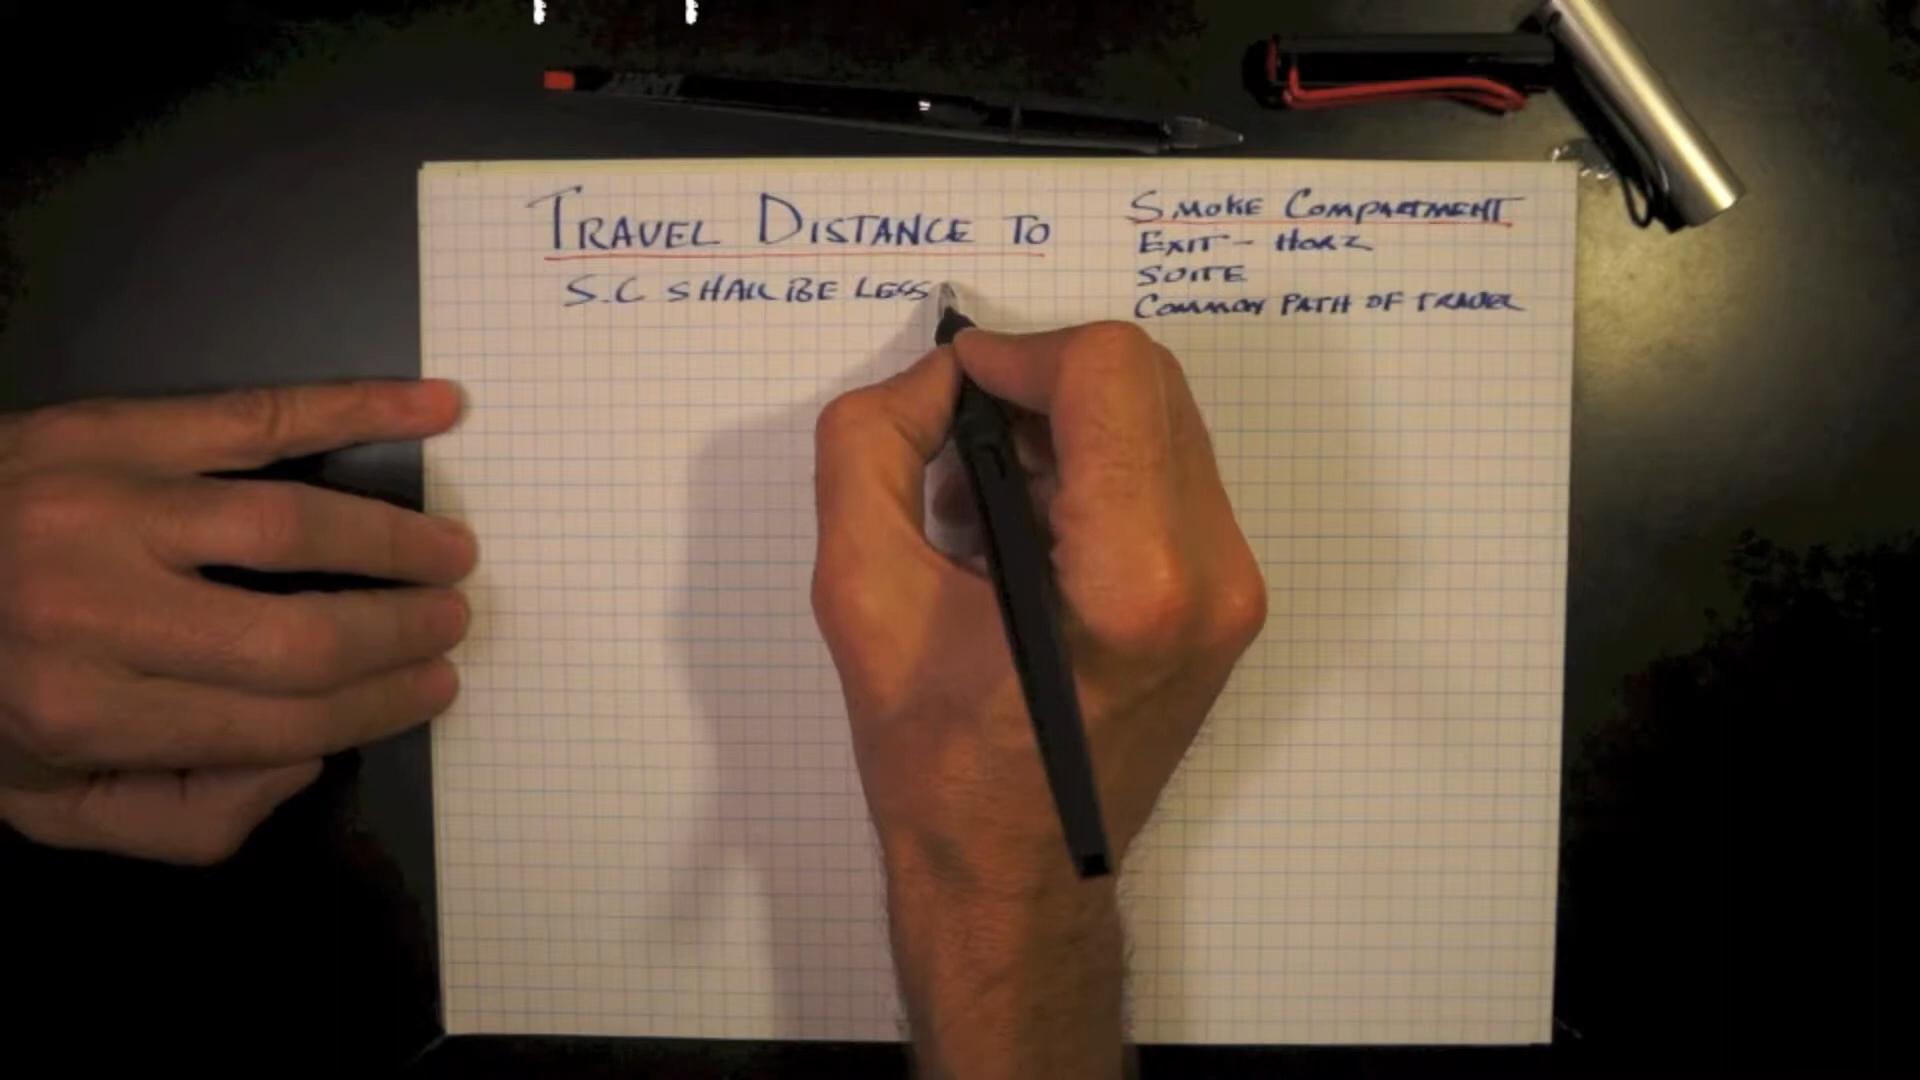 TRAVEL DISTANCE TO
S.C SHALL BE LESS
SMOKE COMPARTMENT
EXIT - HORZ
SUITE
COMMON PATH OF TRAVEL